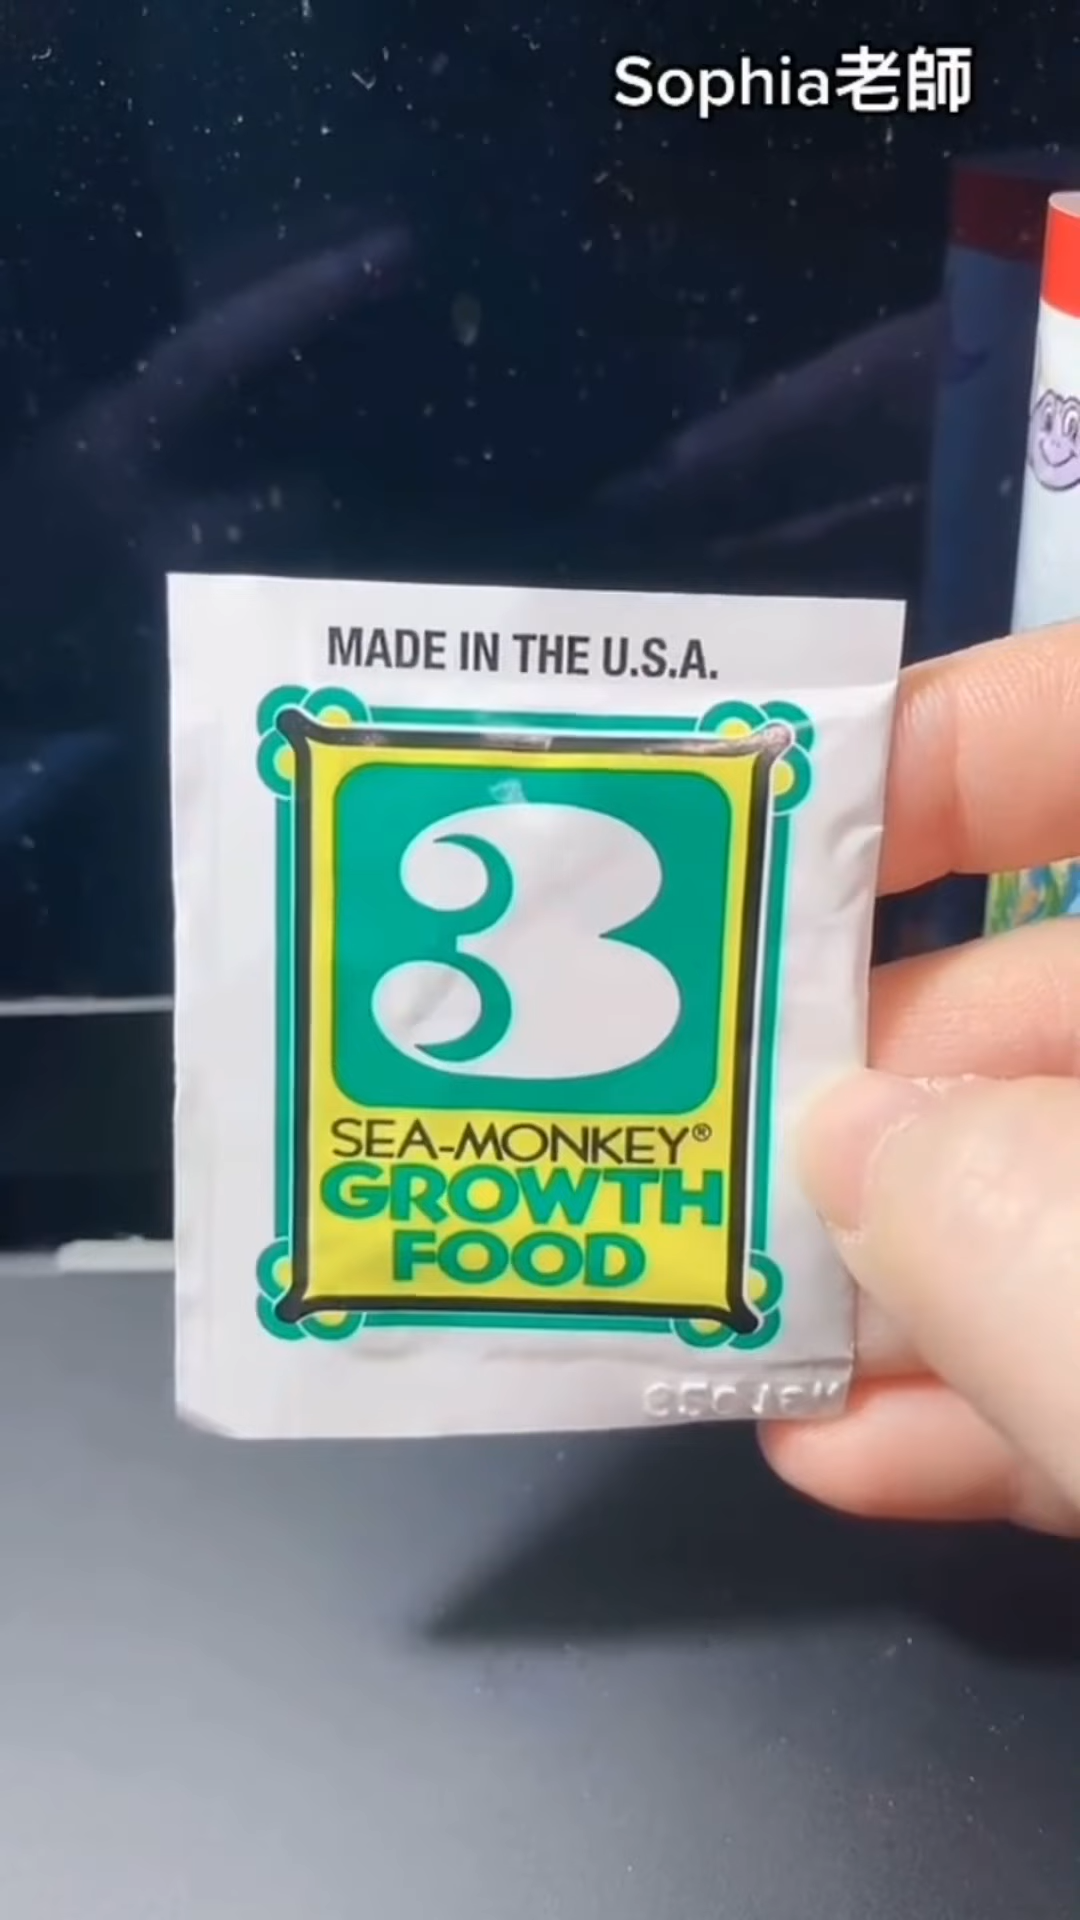 Sophia老師
MADE IN THE U.S.A.
3
SEA-MONKEY®
GROWTH
FOOD